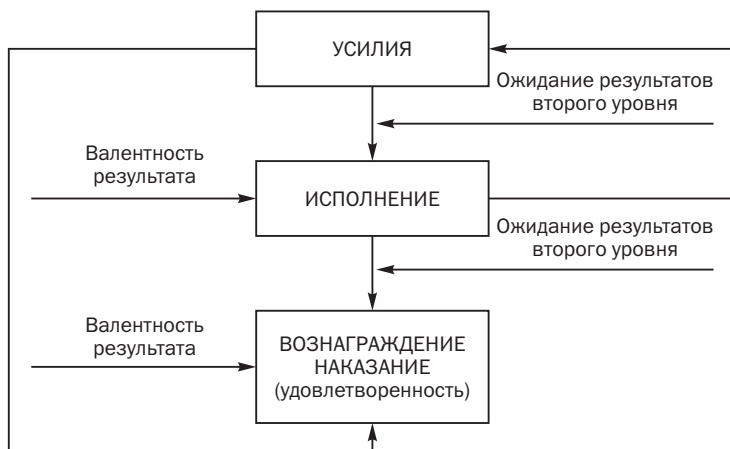 УСИЛИЯ
Ожидание результатов
второго уровня
Валентность
результата
ИСПОЛНЕНИЕ
Ожидание результатов
второго уровня
Валентность
результата
ВОЗНАГРАЖДЕНИЕ
НАКАЗАНИЕ
(удовлетворенность)